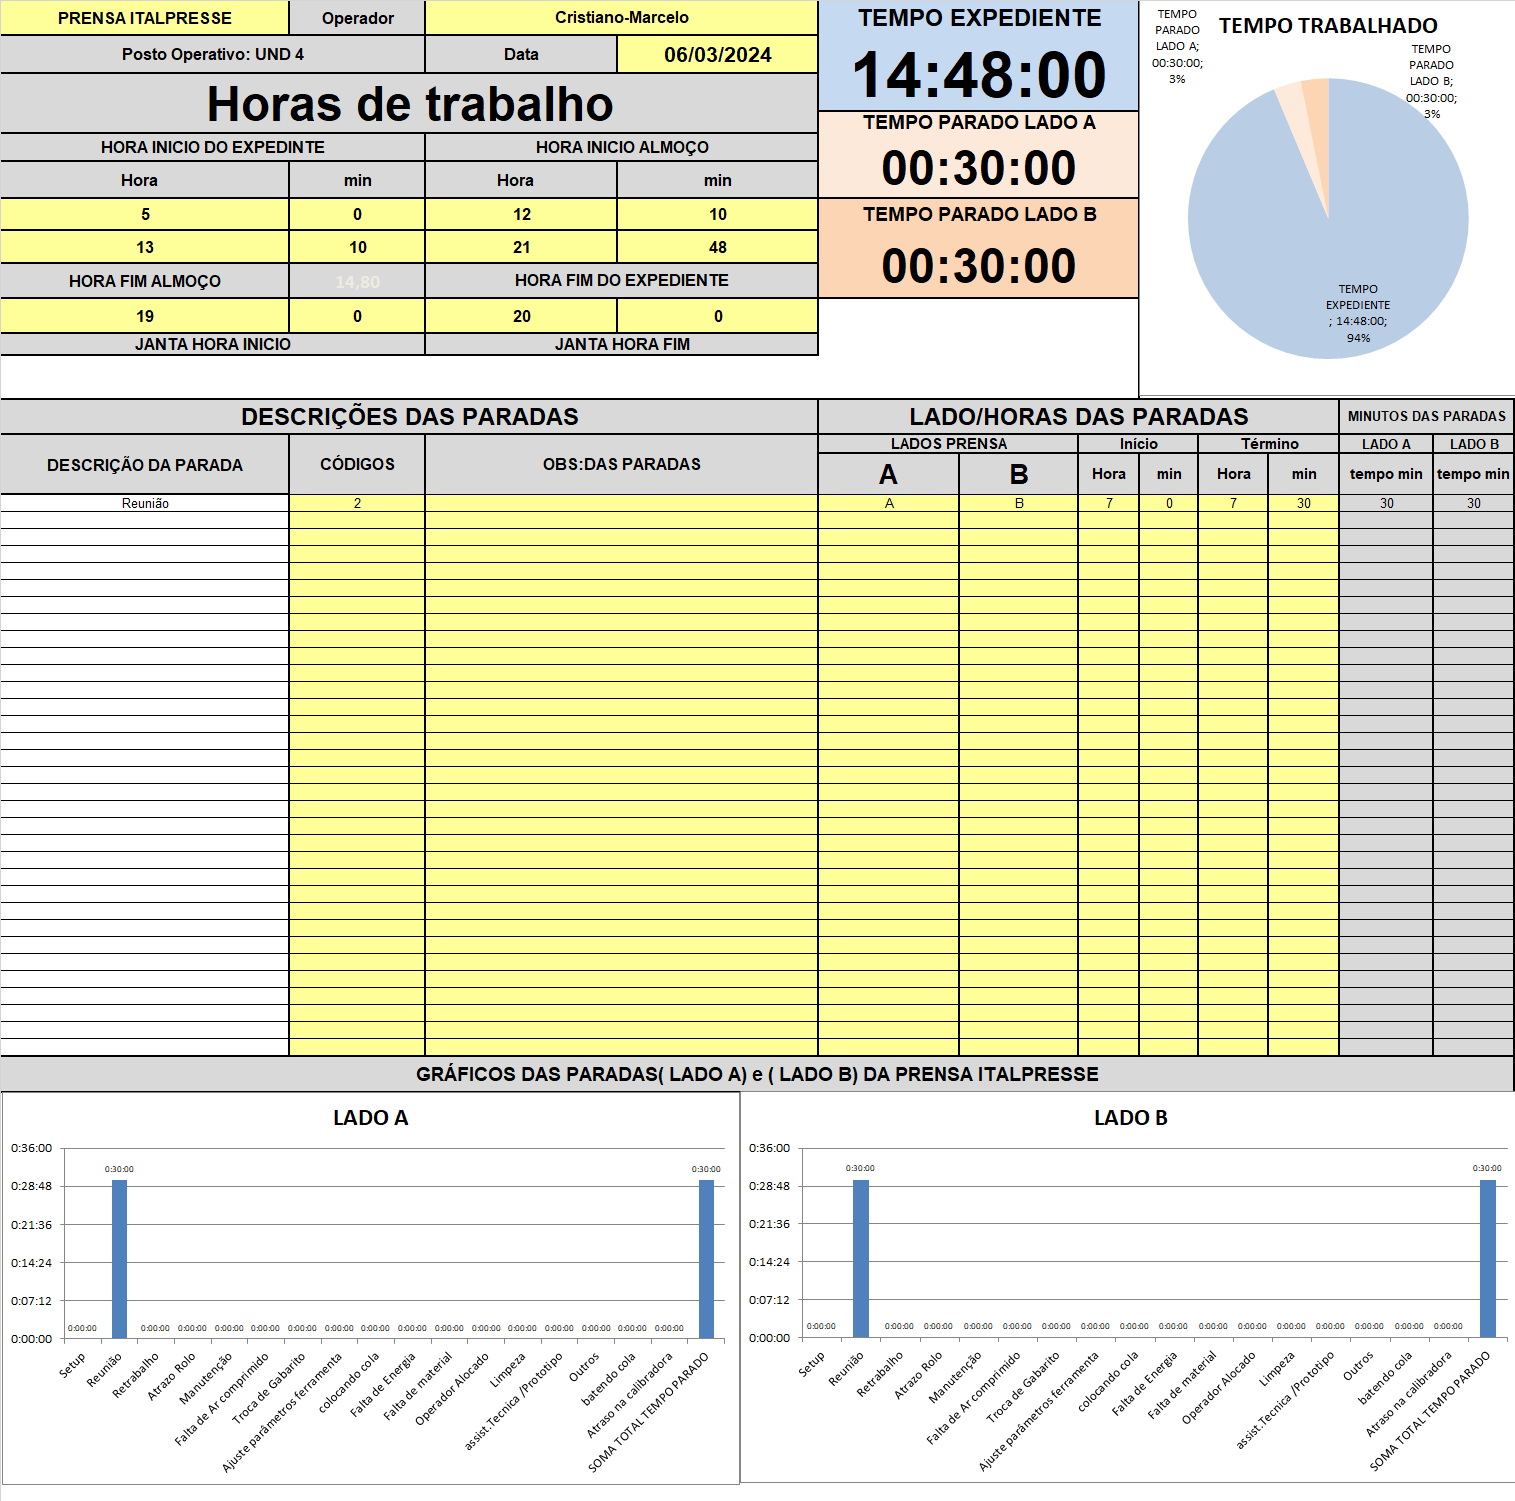 PRENSA ITALPRESSE Operador Cristiano-Marcelo
Posto Operativo: UND 4 Data 06/03/2024
Horas de trabalho
HORA INICIO DO EXPEDINTE HORA INICIO ALMOÇO
Hora min Hora min
5 0 12 10
13 10 21 48
HORA FIM ALMOÇO 14,80 HORA FIM DO EXPEDIENTE
19 0 20 0
JANTA HORA INICIO JANTA HORA FIM
TEMPO EXPEDIENTE
14:48:00
TEMPO PARADO LADO A
00:30:00
TEMPO PARADO LADO B
00:30:00
TEMPO TRABALHADO
TEMPO
PARADO
LADO A;
00:30:00;
3%
TEMPO
PARADO
LADO B;
00:30:00;
3%
TEMPO
EXPEDIENTE
; 14:48:00;
94%
DESCRIÇÕES DAS PARADAS LADO/HORAS DAS PARADAS MINUTOS DAS PARADAS
LADOS PRENSA Início Término LADO A LADO B
DESCRIÇÃO DA PARADA CÓDIGOS OBS:DAS PARADAS A B Hora min Hora min tempo min tempo min
Reunião 2 A B 7 0 7 30 30 30
GRÁFICOS DAS PARADAS( LADO A) e ( LADO B) DA PRENSA ITALPRESSE
LADO A
0:36:00
0:28:48
0:21:36
0:14:24
0:07:12
0:00:00
0:00:00 0:30:00 0:00:00 0:00:00 0:00:00 0:00:00 0:00:00 0:00:00 0:00:00 0:00:00 0:00:00 0:00:00 0:00:00 0:00:00 0:00:00 0:00:00 0:00:00 0:30:00
Setup
Reunião
Retrabalho
Atrazo Rolo
Manutenção
Falta de Ar comprimido
Troca de Gabarito
Ajuste parâmetros ferramenta
colocando cola
Falta de Energia
Falta de material
Operador Alocado
Limpeza
assist.Tecnica /Prototipo
Outros
batendo cola
Atraso na calibradora
SOMA TOTAL TEMPO PARADO
LADO B
0:36:00
0:28:48
0:21:36
0:14:24
0:07:12
0:00:00
0:00:00 0:30:00 0:00:00 0:00:00 0:00:00 0:00:00 0:00:00 0:00:00 0:00:00 0:00:00 0:00:00 0:00:00 0:00:00 0:00:00 0:00:00 0:00:00 0:00:00 0:30:00
Setup
Reunião
Retrabalho
Atrazo Rolo
Manutenção
Falta de Ar comprimido
Troca de Gabarito
Ajuste parâmetros ferramenta
colocando cola
Falta de Energia
Falta de material
Operador Alocado
Limpeza
assist.Tecnica /Prototipo
Outros
batendo cola
Atraso na calibradora
SOMA TOTAL TEMPO PARADO